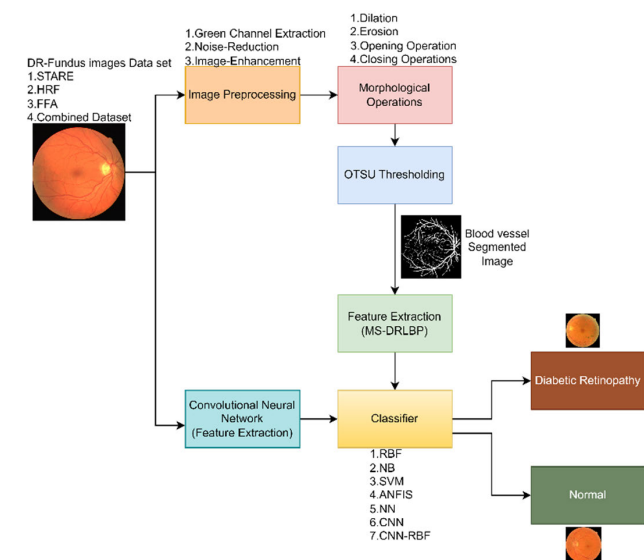 DR-Fundus images Data set
1.STARE
2.HRF
3.FFA
4.Combined Dataset
1.Green Channel Extraction
2.Noise-Reduction
3.Image-Enhancement
Image Preprocessing
1.Dilation
2.Erosion
3.Opening Operation
4.Closing Operations
Morphological
Operations
OTSU Thresholding
Blood vessel
Segmented
Image
Feature Extraction
(MS-DRLBP)
Convolutional Neural
Network
(Feature Extraction)
Classifier
1.RBF
2.NB
3.SVM
4.ANFIS
5.NN
6.CNN
7.CNN-RBF
Diabetic Retinopathy
Normal